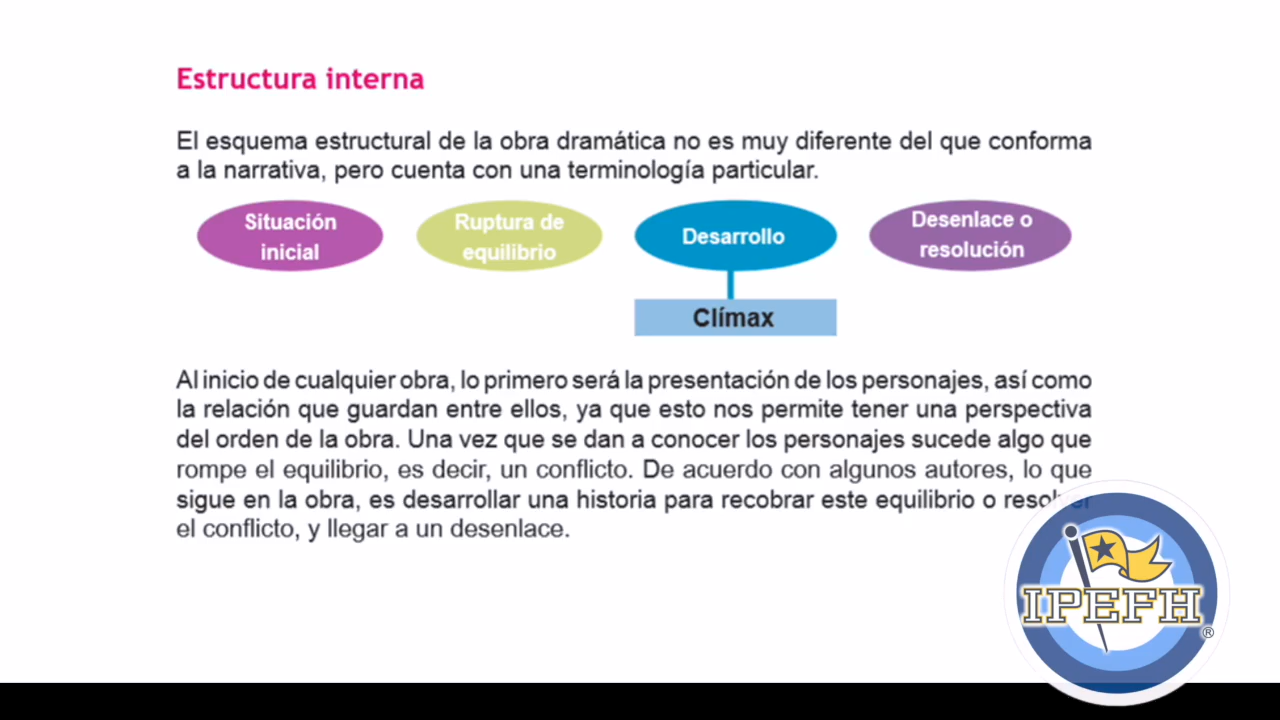 Estructura interna
El esquema estructural de la obra dramática no es muy diferente del que conforma
a la narrativa, pero cuenta con una terminología particular.
Situación
inicial
Ruptura de
equilibrio
Desarrollo
Desenlace o
resolución
Clímax
Al inicio de cualquier obra, lo primero será la presentación de los personajes, así como
la relación que guardan entre ellos, ya que esto nos permite tener una perspectiva
del orden de la obra. Una vez que se dan a conocer los personajes sucede algo que
rompe el equilibrio, es decir, un conflicto. De acuerdo con algunos autores, lo que
sigue en la obra, es desarrollar una historia para recobrar este equilibrio o resolver
el conflicto, y llegar a un desenlace.
IPEFH
®